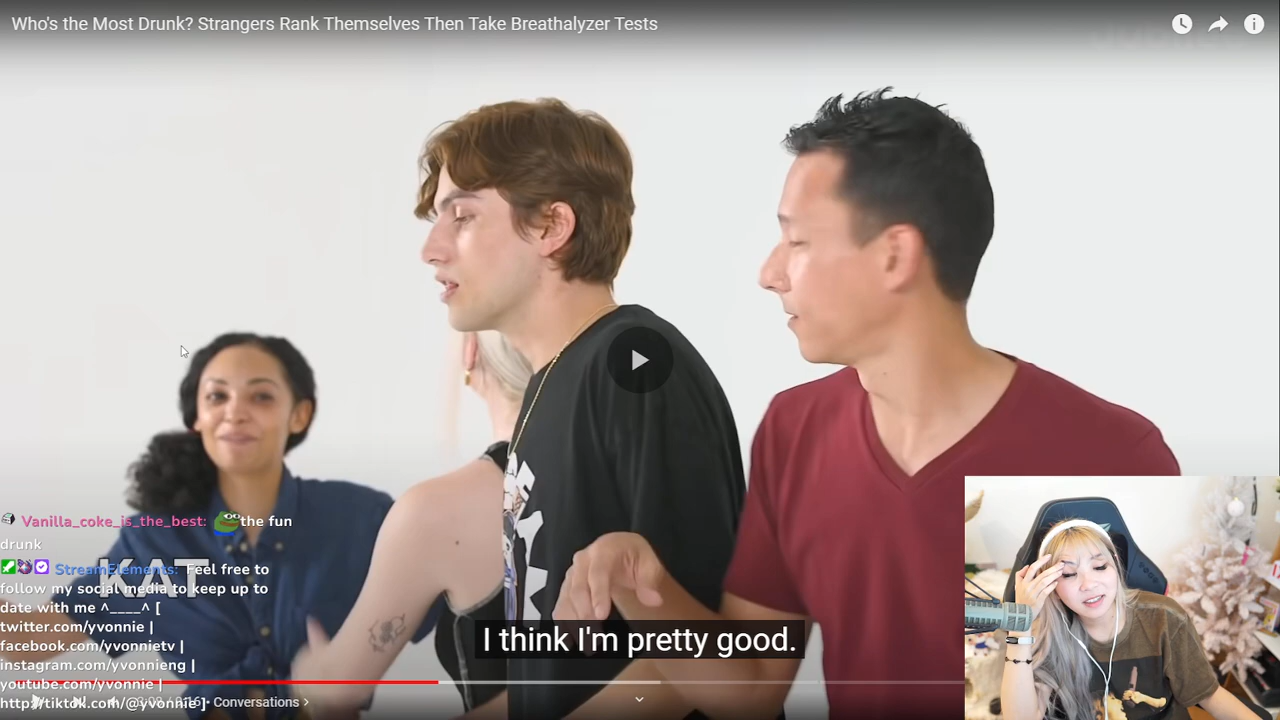 Who's the Most Drunk? Strangers Rank Themselves Then Take Breathalyzer Tests
KAT
Vanilla_coke_is_the_best: the fun
drunk
StreamElements: Feel free to
follow my social media to keep up to
date with me ^____^ [
twitter.com/yvonnie |
facebook.com/yvonnietv |
instagram.com/yvonnieng |
youtube.com/yvonnie |
http://tiktok.com/@yvonnie ]
I think I'm pretty good.
• Conversations >